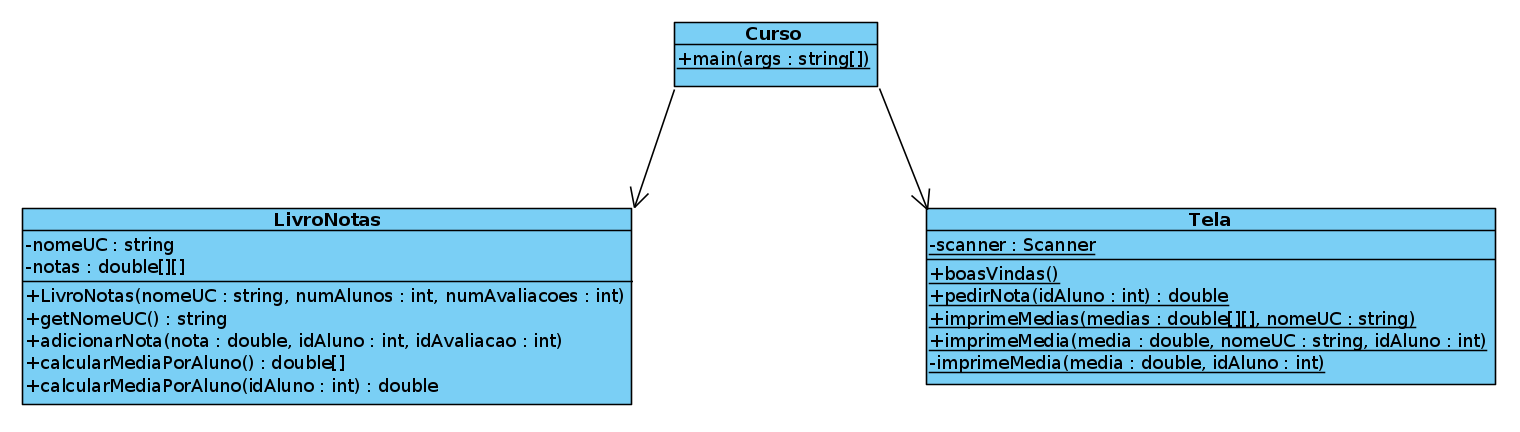 Curso
+main(args : string[])
LivroNotas
-nomeUC : string
-notas : double[][]
+LivroNotas(nomeUC : string, numAlunos : int, numAvaliacoes : int)
+getNomeUC() : string
+adicionarNota(nota : double, idAluno : int, idAvaliacao : int)
+calcularMediaPorAluno() : double[]
+calcularMediaPorAluno(idAluno : int) : double
Tela
-scanner : Scanner
+boasVindas()
+pedirNota(idAluno : int) : double
+imprimeMedias(medias : double[][], nomeUC : string)
+imprimeMedia(media : double, nomeUC : string, idAluno : int)
-imprimeMedia(media : double, idAluno : int)